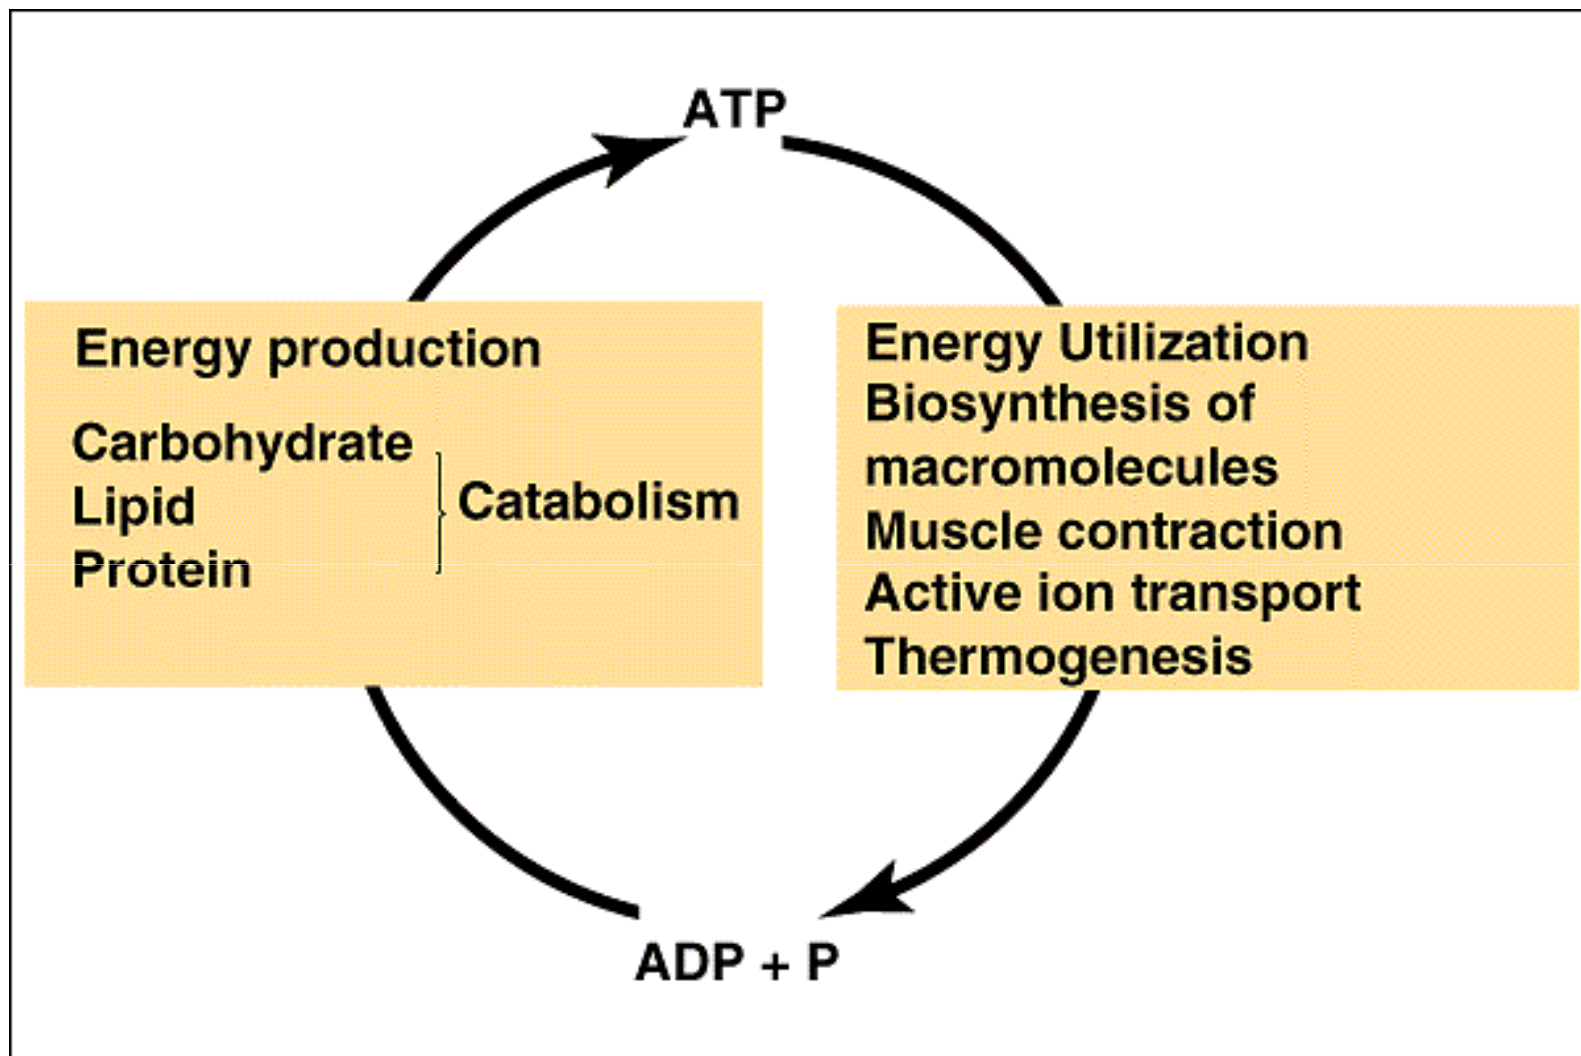 ATP
Energy production
Carbohydrate
Lipid
Protein
Catabolism
Energy Utilization
Biosynthesis of
macromolecules
Muscle contraction
Active ion transport
Thermogenesis
ADP + P